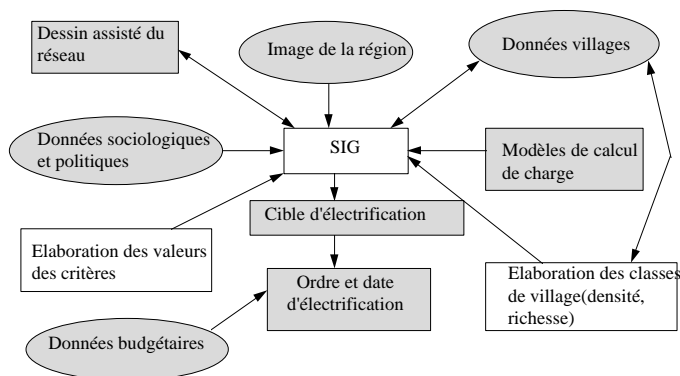 Dessin assisté du
réseau
Image de la région
Données villages
Données sociologiques
et politiques
SIG
Modèles de calcul
de charge
Cible d'électrification
Elaboration des valeurs
des critères
Ordre et date
d'électrification
Elaboration des classes
de village(densité,
richesse)
Données budgétaires